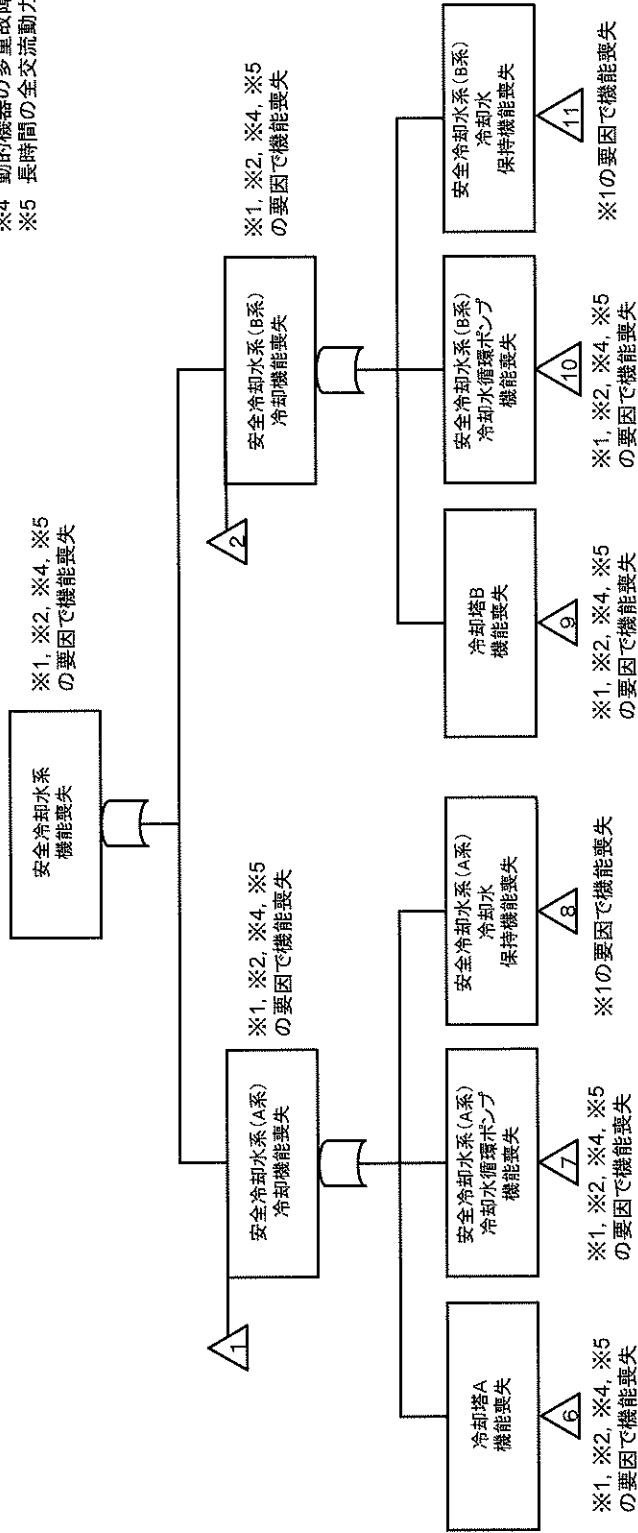 ※4 動的機器の多重故障
※5 長時間の全交流動力
安全冷却水系
機能喪失
※1, ※2, ※4, ※5
の要因で機能喪失
1
安全冷却水系(A系)
冷却機能喪失
※1, ※2, ※4, ※5
の要因で機能喪失
2
安全冷却水系(B系)
冷却機能喪失
※1, ※2, ※4, ※5
の要因で機能喪失
冷却塔A
機能喪失
6
※1, ※2, ※4, ※5
の要因で機能喪失
安全冷却水系(A系)
冷却水循環ポンプ
機能喪失
7
※1, ※2, ※4, ※5
の要因で機能喪失
安全冷却水系(A系)
冷却水
保持機能喪失
8
※1の要因で機能喪失
冷却塔B
機能喪失
9
※1, ※2, ※4, ※5
の要因で機能喪失
安全冷却水系(B系)
冷却水循環ポンプ
機能喪失
10
※1, ※2, ※4, ※5
の要因で機能喪失
安全冷却水系(B系)
冷却水
保持機能喪失
11
※1の要因で機能喪失